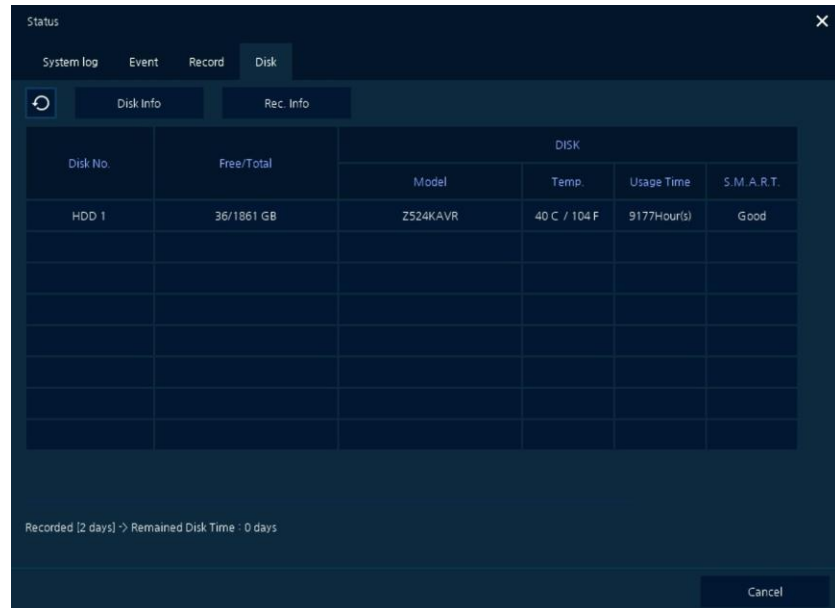 Status
System log Event Record Disk
Disk Info Rec. Info
Disk No. Free/Total DISK
Model Temp. Usage Time S.M.A.R.T.
HDD 1 36/1861 GB Z524KAVR 40 C / 104 F 9177Hour(s) Good
Recorded [2 days] -> Remained Disk Time : 0 days
Cancel